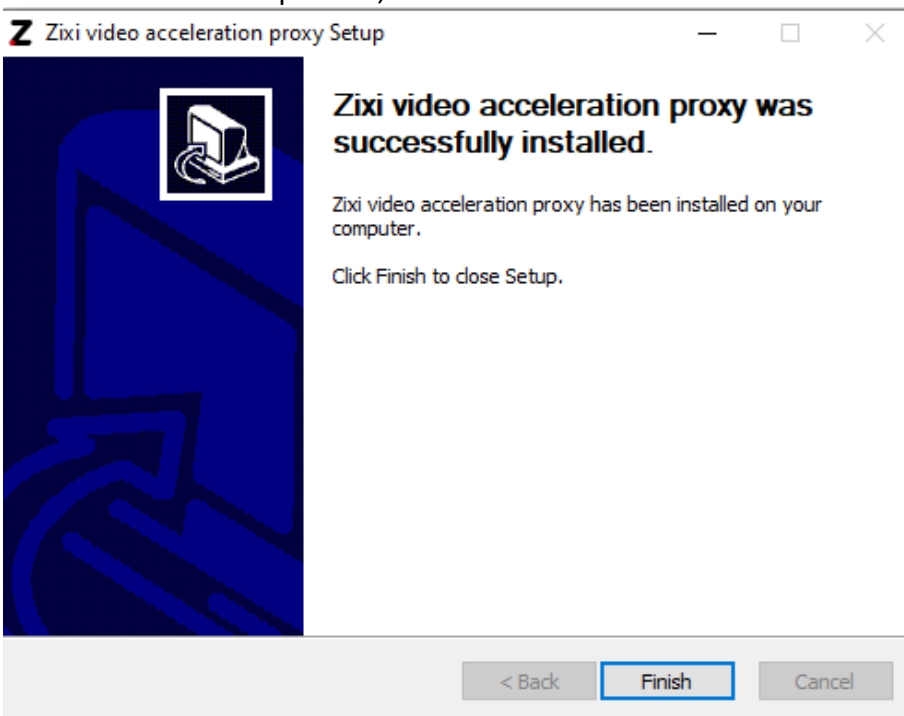 Z Zixi video acceleration proxy Setup
Zixi video acceleration proxy was
successfully installed.
Zixi video acceleration proxy has been installed on your
computer.
Click Finish to close Setup.
< Back Finish Cancel